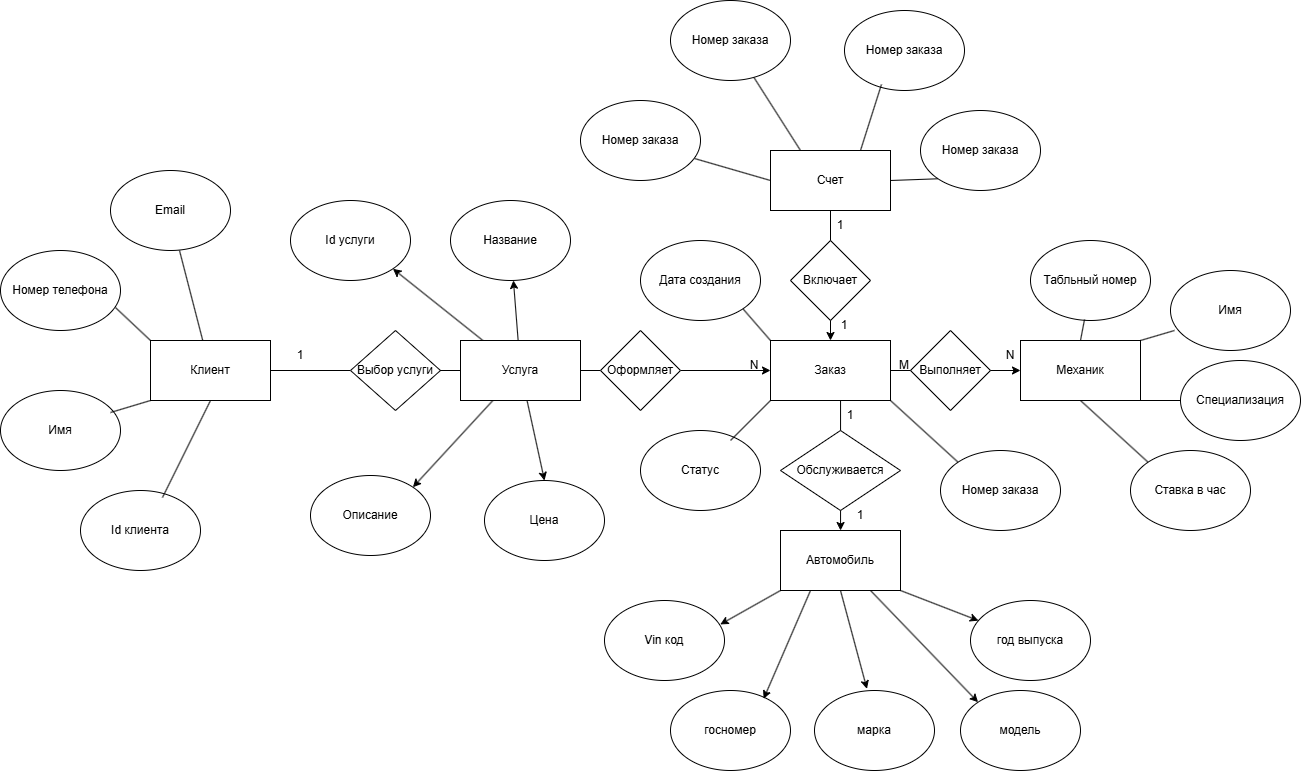 Номер заказа
Номер заказа
Номер заказа
Номер заказа
Счет
Email
Id услуги
Название
1
Номер телефона
Дата создания
Включает
Табльный номер
Имя
1
Клиент
1
Выбор услуги
Услуга
Оформляет
N
Заказ
M
Выполняет
N
Механик
Специализация
Имя
1
Статус
Обслуживается
Номер заказа
Ставка в час
Id клиента
Описание
Цена
1
Автомобиль
Vin код
год выпуска
госномер
марка
модель